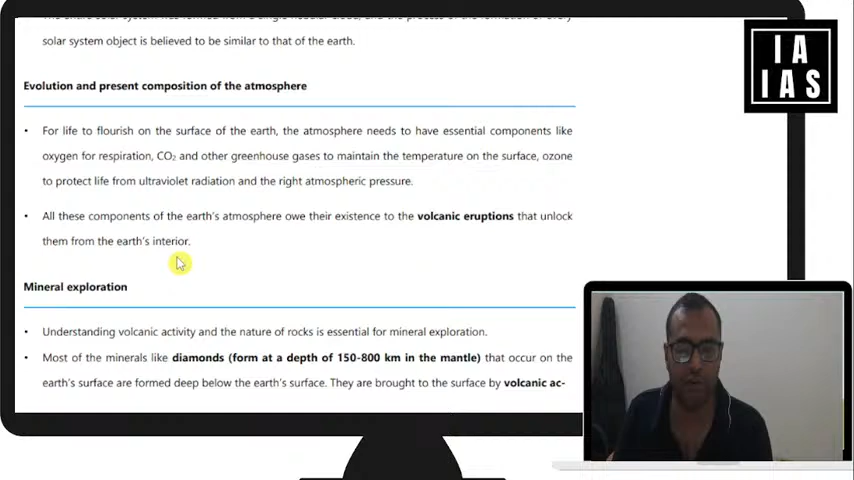 solar system object is believed to be similar to that of the earth.
IA
IAS
Evolution and present composition of the atmosphere
• For life to flourish on the surface of the earth, the atmosphere needs to have essential components like
oxygen for respiration, CO₂ and other greenhouse gases to maintain the temperature on the surface, ozone
to protect life from ultraviolet radiation and the right atmospheric pressure.
• All these components of the earth's atmosphere owe their existence to the volcanic eruptions that unlock
them from the earth's interior.
Mineral exploration
• Understanding volcanic activity and the nature of rocks is essential for mineral exploration.
• Most of the minerals like diamonds (form at a depth of 150-800 km in the mantle) that occur on the
earth's surface are formed deep below the earth's surface. They are brought to the surface by volcanic ac-